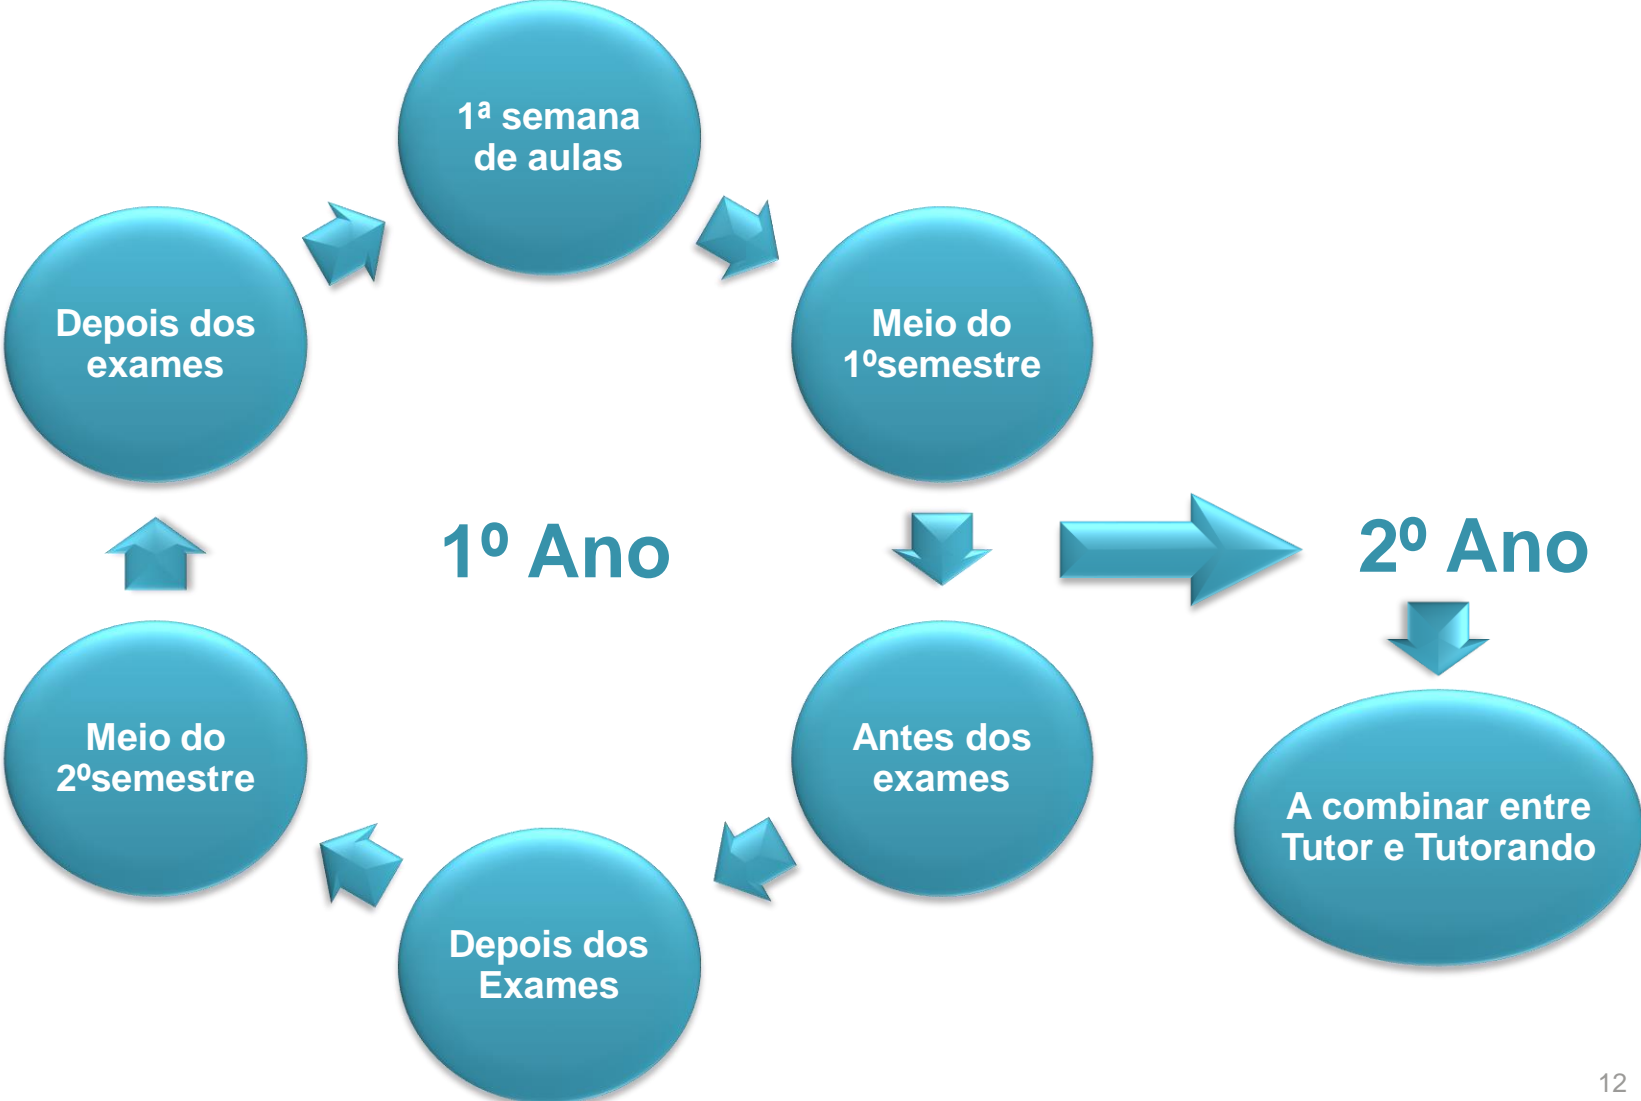 1ª semana
de aulas
Meio do
1ºsemestre
Antes dos
exames
Depois dos
Exames
Meio do
2ºsemestre
Depois dos
exames
1º Ano
2º Ano
A combinar entre
Tutor e Tutorando
12